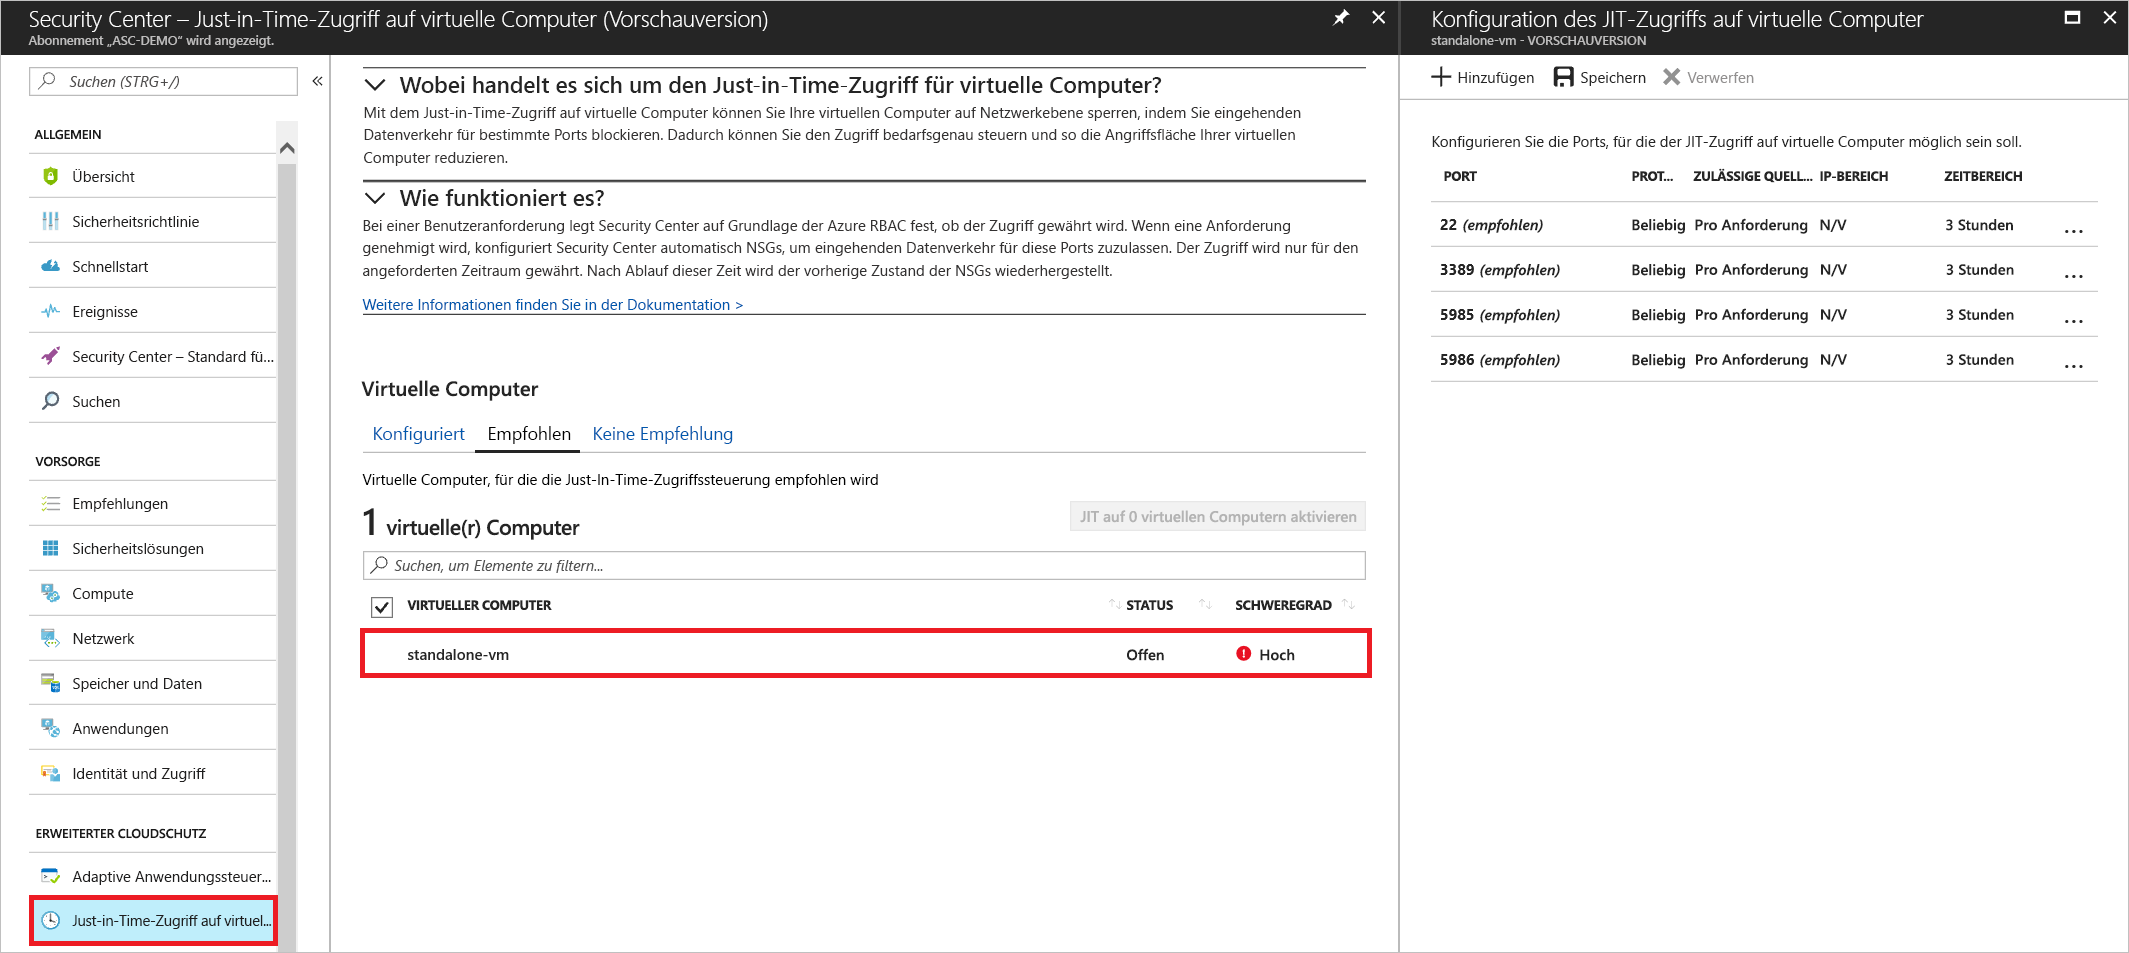 Security Center – Just-in-Time-Zugriff auf virtuelle Computer (Vorschauversion)
Abonnement „ASC-DEMO“ wird angezeigt.
Suchen (STRG+/)
«
ALLGEMEIN
Übersicht
Sicherheitsrichtlinie
Schnellstart
Ereignisse
Security Center – Standard fü...
Suchen
VORSORGE
Empfehlungen
Sicherheitslösungen
Compute
Netzwerk
Speicher und Daten
Anwendungen
Identität und Zugriff
ERWEITERTER CLOUDSCHUTZ
Adaptive Anwendungssteuer...
Just-in-Time-Zugriff auf virtuel...
Wobei handelt es sich um den Just-in-Time-Zugriff für virtuelle Computer?
Mit dem Just-in-Time-Zugriff auf virtuelle Computer können Sie Ihre virtuellen Computer auf Netzwerkebene sperren, indem Sie eingehenden
Datenverkehr für bestimmte Ports blockieren. Dadurch können Sie den Zugriff bedarfsgenau steuern und so die Angriffsfläche Ihrer virtuellen
Computer reduzieren.
Wie funktioniert es?
Bei einer Benutzeranforderung legt Security Center auf Grundlage der Azure RBAC fest, ob der Zugriff gewährt wird. Wenn eine Anforderung
genehmigt wird, konfiguriert Security Center automatisch NSGs, um eingehenden Datenverkehr für diese Ports zuzulassen. Der Zugriff wird nur für den
angeforderten Zeitraum gewährt. Nach Ablauf dieser Zeit wird der vorherige Zustand der NSGs wiederhergestellt.
Weitere Informationen finden Sie in der Dokumentation >
Virtuelle Computer
Konfiguriert Empfohlen Keine Empfehlung
Virtuelle Computer, für die die Just-In-Time-Zugriffssteuerung empfohlen wird
1 virtuelle(r) Computer
JIT auf 0 virtuellen Computern aktivieren
Suchen, um Elemente zu filtern...
VIRTUELLER COMPUTER STATUS SCHWEREGRAD
standalone-vm Offen Hoch
Konfiguration des JIT-Zugriffs auf virtuelle Computer
standalone-vm - VORSCHAUVERSION
Hinzufügen Speichern Verwerfen
Konfigurieren Sie die Ports, für die der JIT-Zugriff auf virtuelle Computer möglich sein soll.
PORT PROT... ZULÄSSIGE QUELL... IP-BEREICH ZEITBEREICH
22 (empfohlen) Beliebig Pro Anforderung N/V 3 Stunden ...
3389 (empfohlen) Beliebig Pro Anforderung N/V 3 Stunden ...
5985 (empfohlen) Beliebig Pro Anforderung N/V 3 Stunden ...
5986 (empfohlen) Beliebig Pro Anforderung N/V 3 Stunden ...